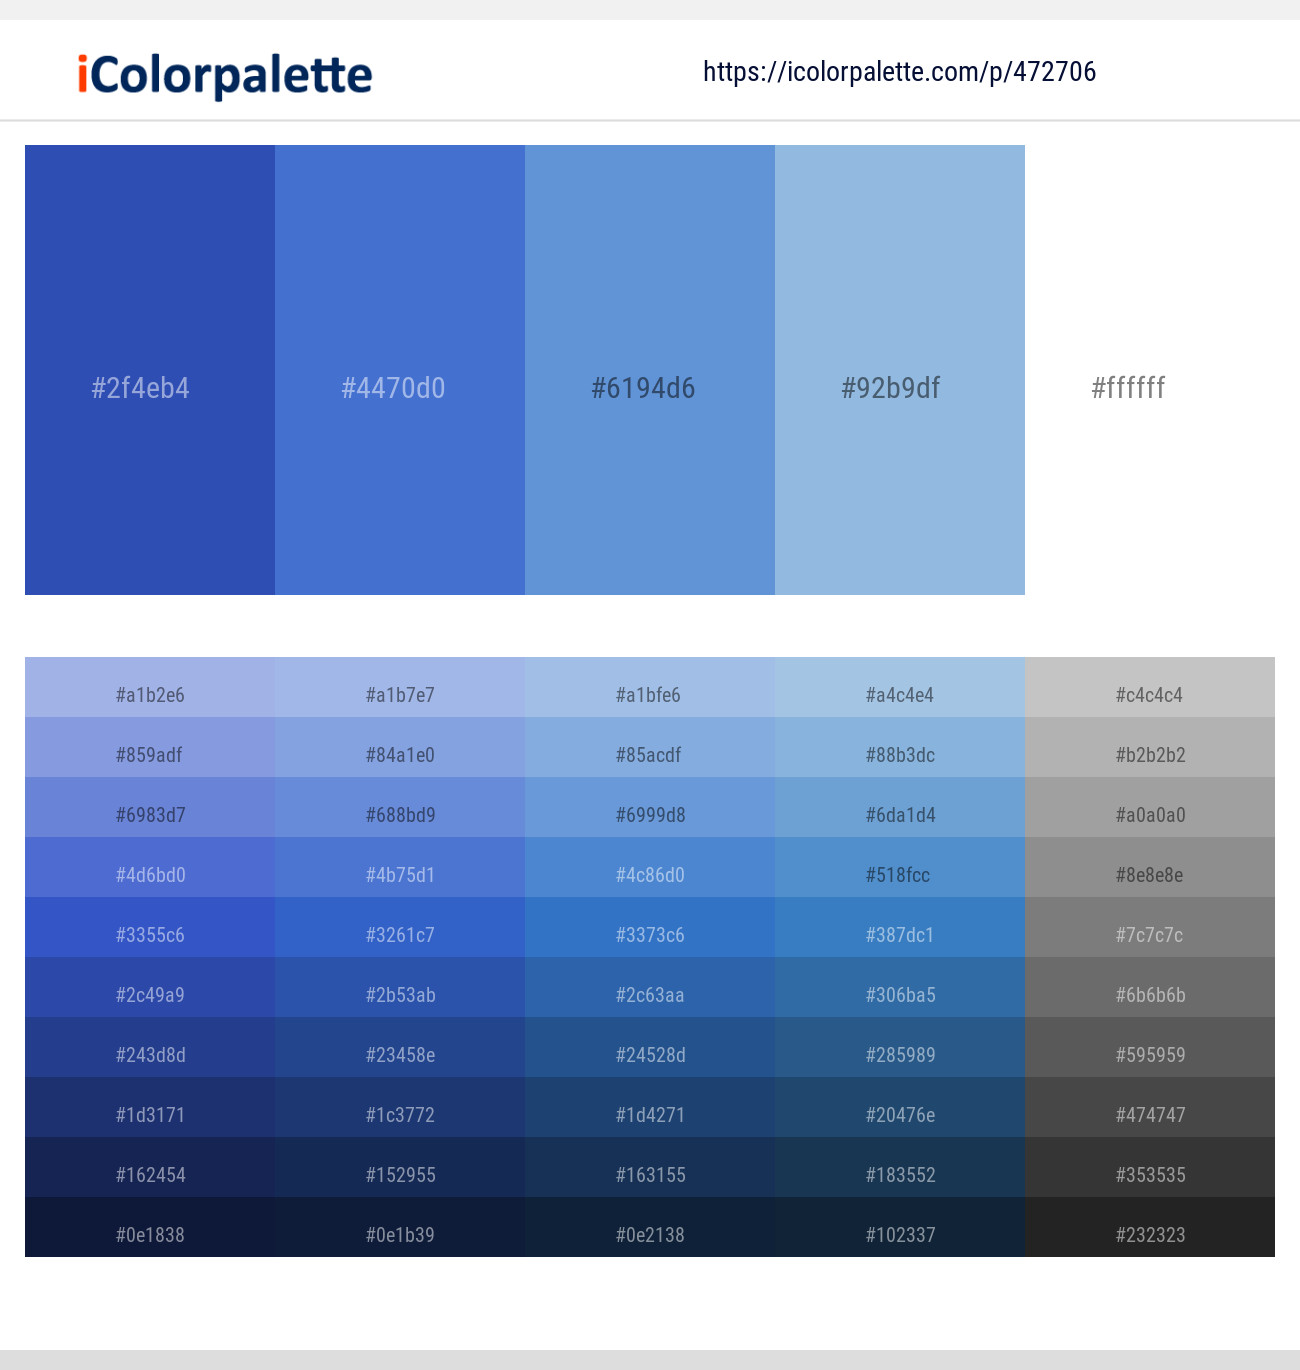 iColorpalette
https://icolorpalette.com/p/472706
#2f4eb4 #4470d0 #6194d6 #92b9df #ffffff
#a1b2e6 #a1b7e7 #a1bfe6 #a4c4e4 #c4c4c4
#859adf #84a1e0 #85acdf #88b3dc #b2b2b2
#6983d7 #688bd9 #6999d8 #6da1d4 #a0a0a0
#4d6bd0 #4b75d1 #4c86d0 #518fcc #8e8e8e
#3355c6 #3261c7 #3373c6 #387dc1 #7c7c7c
#2c49a9 #2b53ab #2c63aa #306ba5 #6b6b6b
#243d8d #23458e #24528d #285989 #595959
#1d3171 #1c3772 #1d4271 #20476e #474747
#162454 #152955 #163155 #183552 #353535
#0e1838 #0e1b39 #0e2138 #102337 #232323